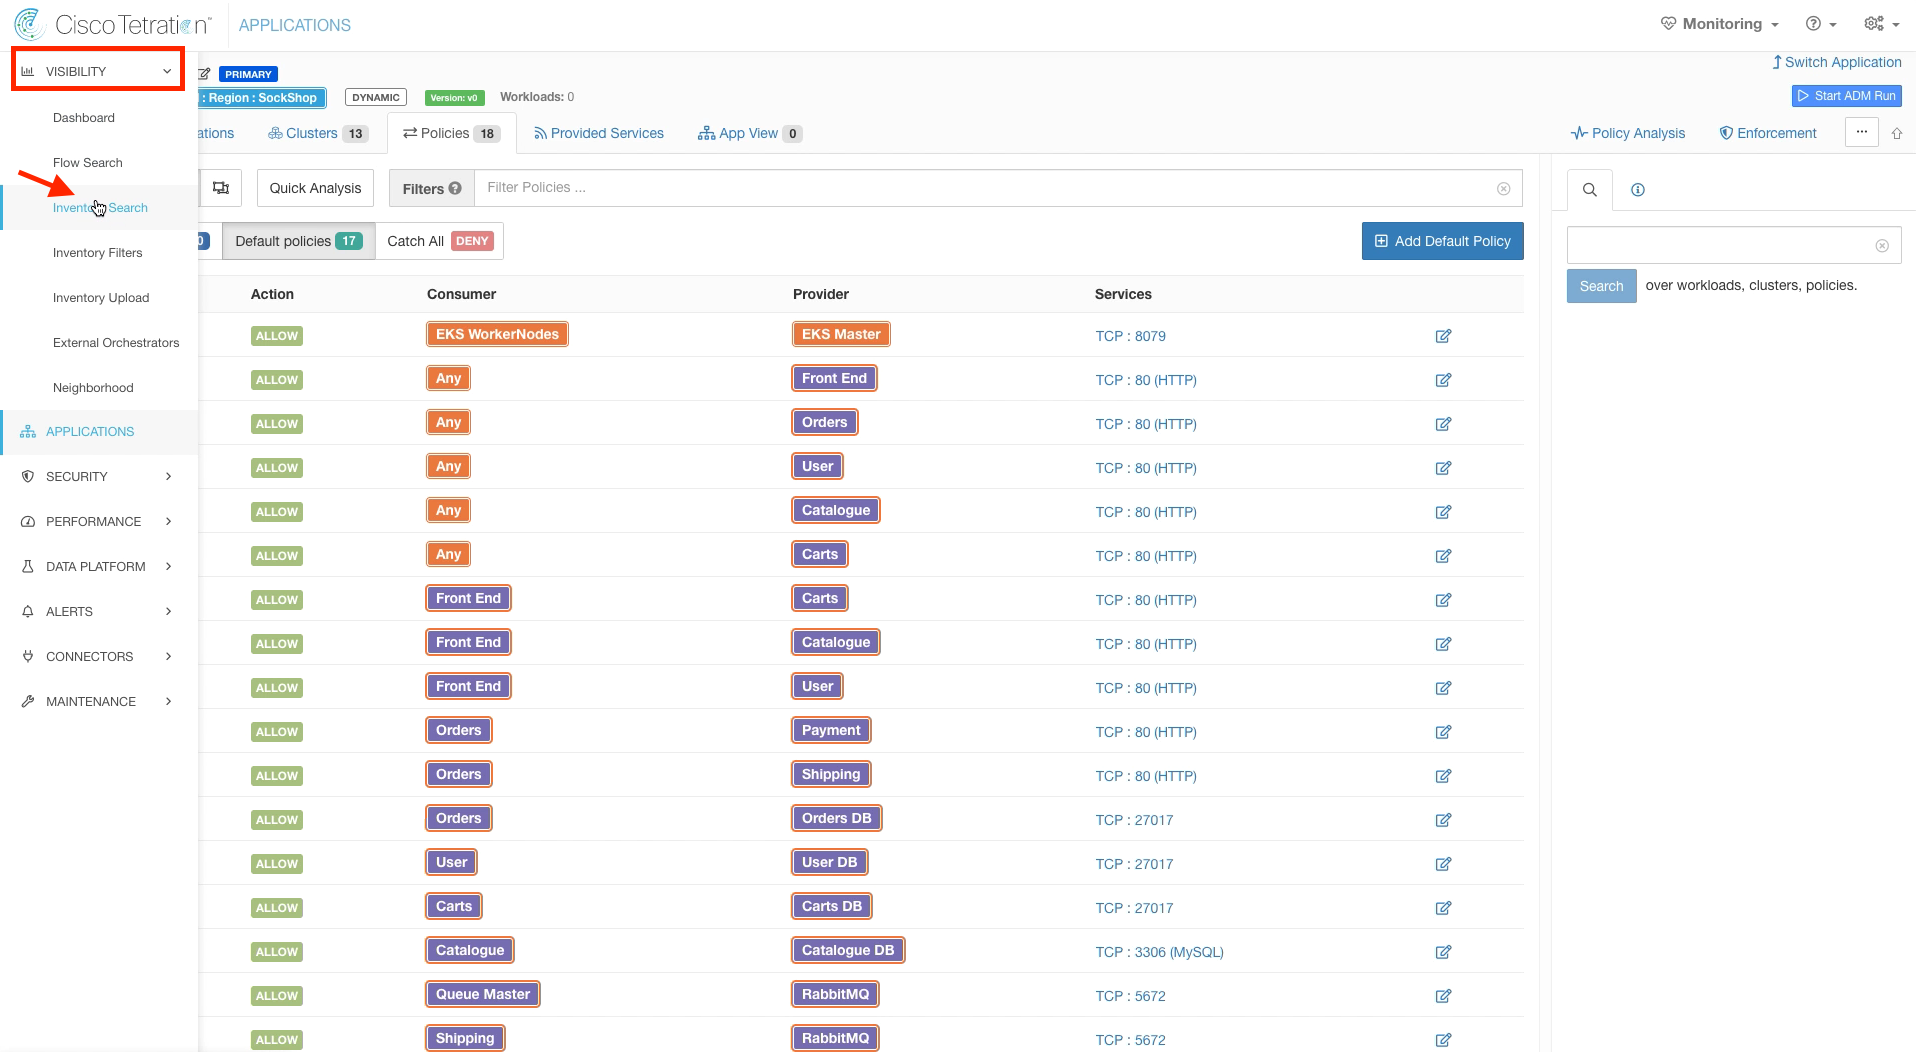 Cisco Tetration™ APPLICATIONS Monitoring
VISIBILITY
Dashboard
Flow Search
Inventory Search
Inventory Filters
Inventory Upload
External Orchestrators
Neighborhood
APPLICATIONS
SECURITY
PERFORMANCE
DATA PLATFORM
ALERTS
CONNECTORS
MAINTENANCE
PRIMARY Switch Application
: Region : SockShop DYNAMIC Version: v0 Workloads: 0 Start ADM Run
ations Clusters 13 Policies 18 Provided Services App View 0 Policy Analysis Enforcement ...
Quick Analysis Filters Filter Policies ...
0 Default policies 17 Catch All DENY Add Default Policy
Search over workloads, clusters, policies.
Action Consumer Provider Services
ALLOW EKS WorkerNodes EKS Master TCP : 8079
ALLOW Any Front End TCP : 80 (HTTP)
ALLOW Any Orders TCP : 80 (HTTP)
ALLOW Any User TCP : 80 (HTTP)
ALLOW Any Catalogue TCP : 80 (HTTP)
ALLOW Any Carts TCP : 80 (HTTP)
ALLOW Front End Carts TCP : 80 (HTTP)
ALLOW Front End Catalogue TCP : 80 (HTTP)
ALLOW Front End User TCP : 80 (HTTP)
ALLOW Orders Payment TCP : 80 (HTTP)
ALLOW Orders Shipping TCP : 80 (HTTP)
ALLOW Orders Orders DB TCP : 27017
ALLOW User User DB TCP : 27017
ALLOW Carts Carts DB TCP : 27017
ALLOW Catalogue Catalogue DB TCP : 3306 (MySQL)
ALLOW Queue Master RabbitMQ TCP : 5672
ALLOW Shipping RabbitMQ TCP : 5672